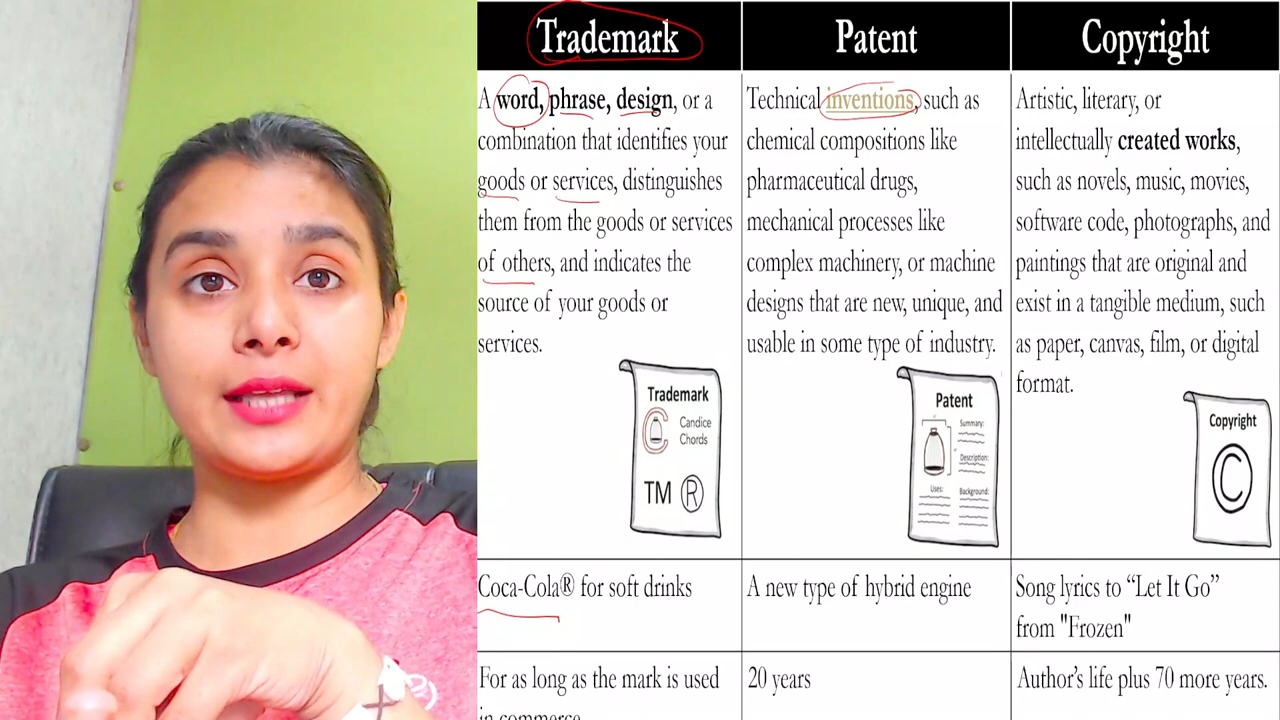 Trademark
Patent
Copyright
A word, phrase, design, or a
combination that identifies your
goods or services, distinguishes
them from the goods or services
of others, and indicates the
source of your goods or
services.
Trademark
C Candice
Chords
TM ®
Technical inventions, such as
chemical compositions like
pharmaceutical drugs,
mechanical processes like
complex machinery, or machine
designs that are new, unique, and
usable in some type of industry.
Patent
Summary:
Description:
Uses:
Background:
Artistic, literary, or
intellectually created works,
such as novels, music, movies,
software code, photographs, and
paintings that are original and
exist in a tangible medium, such
as paper, canvas, film, or digital
format.
Copyright
©
Coca-Cola® for soft drinks
A new type of hybrid engine
Song lyrics to “Let It Go”
from "Frozen"
For as long as the mark is used
in commerce
20 years
Author’s life plus 70 more years.